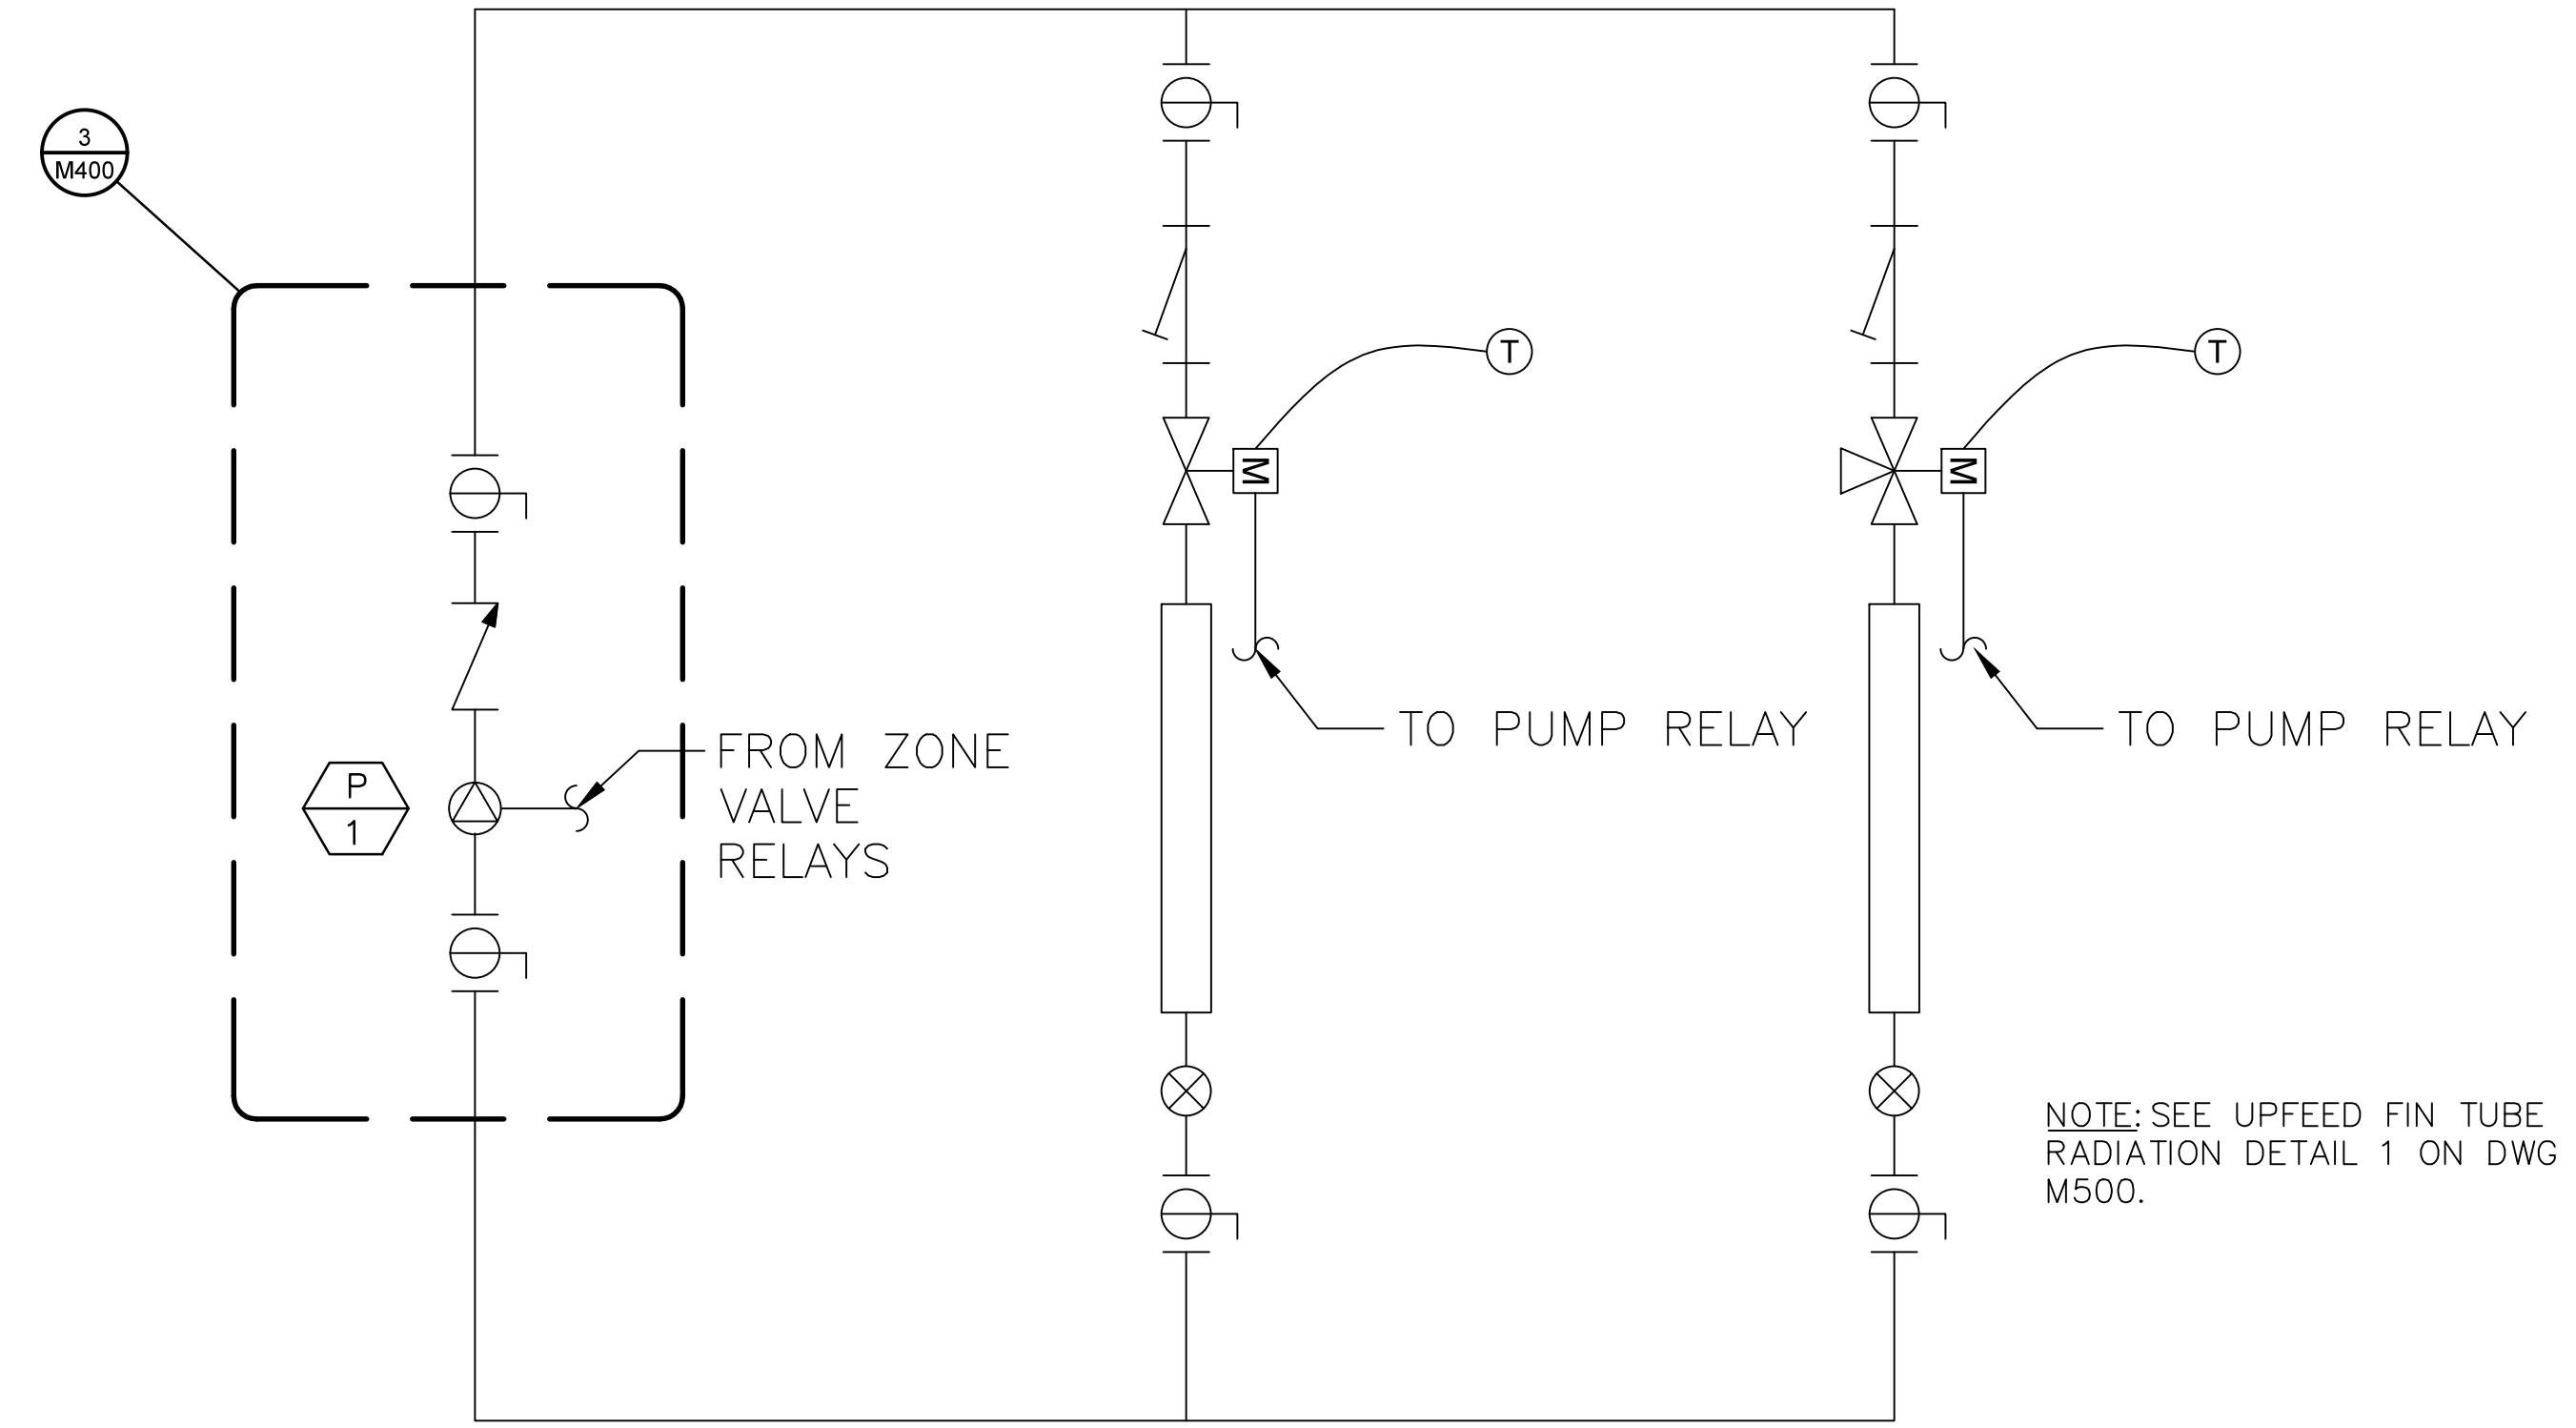 3
M400
T
T
M
M
TO PUMP RELAY
TO PUMP RELAY
FROM ZONE
VALVE
RELAYS
P
1
NOTE: SEE UPFEED FIN TUBE
RADIATION DETAIL 1 ON DWG
M500.